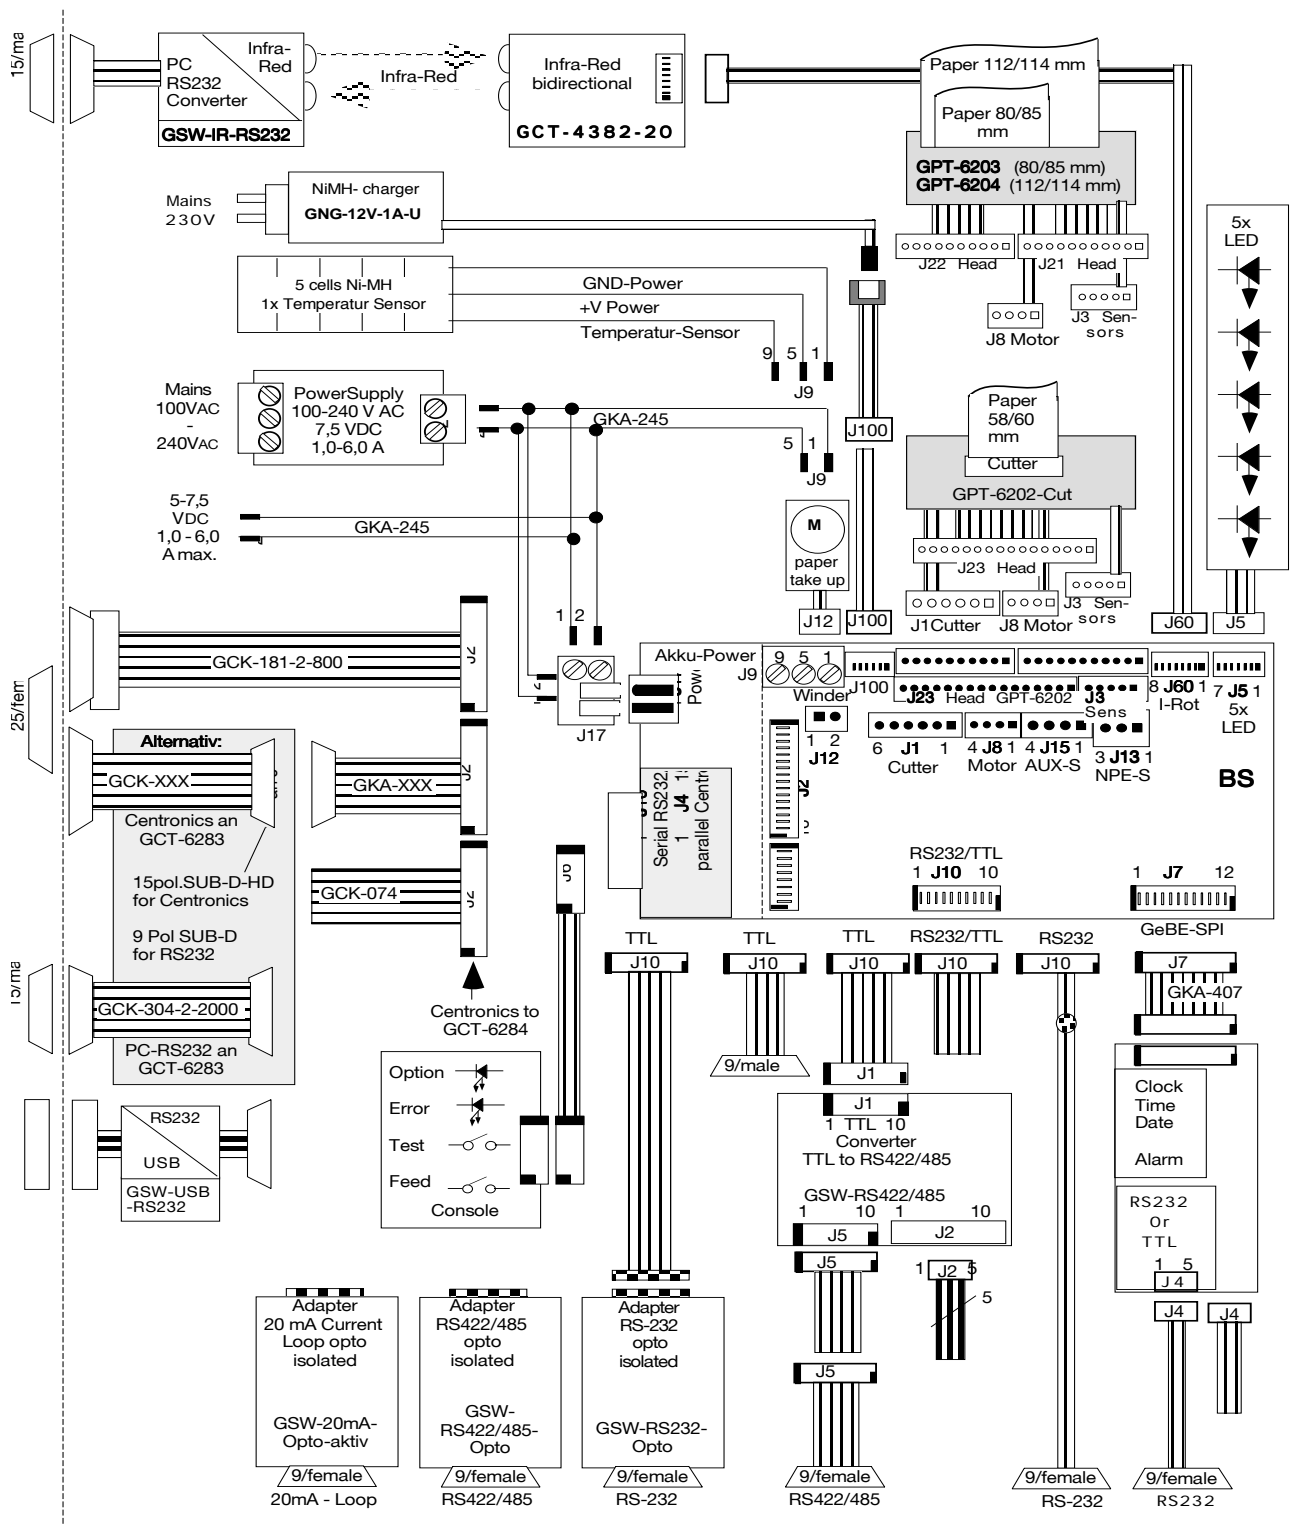 15/ma
PC
RS232
Converter
Infra-
Red
GSW-IR-RS232
Infra-Red
Infra-Red
bidirectional
GCT-4382-20
Paper 112/114 mm
Paper 80/85
mm
GPT-6203 (80/85 mm)
GPT-6204 (112/114 mm)
Mains
230V
NiMH- charger
GNG-12V-1A-U
J22 Head
J21 Head
J8 Motor
J3 Sen-
sors
5x
LED
5 cells Ni-MH
1x Temperatur Sensor
GND-Power
+V Power
Temperatur-Sensor
9 5 1
J9
Mains
100VAC
-
240VAC
PowerSupply
100-240 V AC
7,5 VDC
1,0-6,0 A
GKA-245
5 1
J9
J100
Paper
58/60
mm
Cutter
GPT-6202-Cut
5-7,5
VDC
1,0 - 6,0
A max.
GKA-245
M
paper
take up
J12
J100
J23 Head
J1Cutter
J8 Motor
J3 Sen-
sors
J60
J5
1 2
J17
25/fem
GCK-181-2-800
J2
Akku-Power
J9
9 5 1
Winder
J100
J23 Head GPT-6202
J3
Sens
8 J60 1
I-Rot
7 J5 1
5x
LED
1 2
J12
6 J1 1
Cutter
4 J8 1
Motor
4 J15 1
AUX-S
3 J13 1
NPE-S
BS
J2
Alternativ:
GCK-XXX
Centronics an
GCT-6283
15pol.SUB-D-HD
for Centronics
9 Pol SUB-D
for RS232
GKA-XXX
J2
GCK-074
J2
Centronics to
GCT-6284
Serial RS232
1 J4
parallel Centr
RS232/TTL
1 J10 10
1 J7 12
GeBE-SPI
GCK-304-2-2000
PC-RS232 an
GCT-6283
TTL
J10
TTL
J10
TTL
J10
RS232/TTL
J10
RS232
J10
J7
GKA-407
9/male
J1
J1
1 TTL 10
Converter
TTL to RS422/485
GSW-RS422/485
1 10
J5
10
J2
J5
1 J2 5
5
J5
Option
Error
Test
Feed
Console
RS232
USB
GSW-USB
-RS232
Clock
Time
Date
Alarm
RS232
Or
TTL
1 5
J4
J4
J4
Adapter
20 mA Current
Loop opto
isolated
GSW-20mA-
Opto-aktiv
9/female
20mA - Loop
Adapter
RS422/485
opto
isolated
GSW-
RS422/485-
Opto
9/female
RS422/485
Adapter
RS-232
opto
isolated
GSW-RS232-
Opto
9/female
RS-232
9/female
RS422/485
9/female
RS-232
9/female
RS232